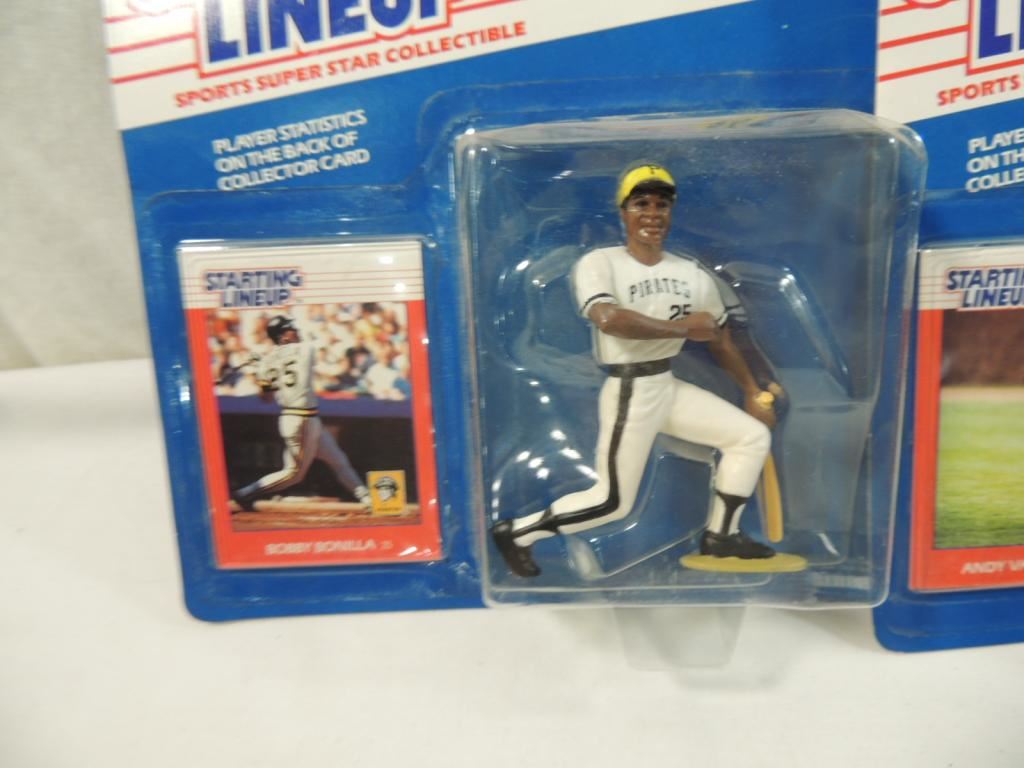 LINEUP
SPORTS SUPER STAR COLLECTIBLE
PLAYER STATISTICS
ON THE BACK OF
COLLECTOR CARD
STARTING
LINEUP
25
BOBBY BONILLA
P
PIRATES
25
SPORTS
PLAYE
ON TH
COLLE
STARTIN
LINEU
ANDY VA